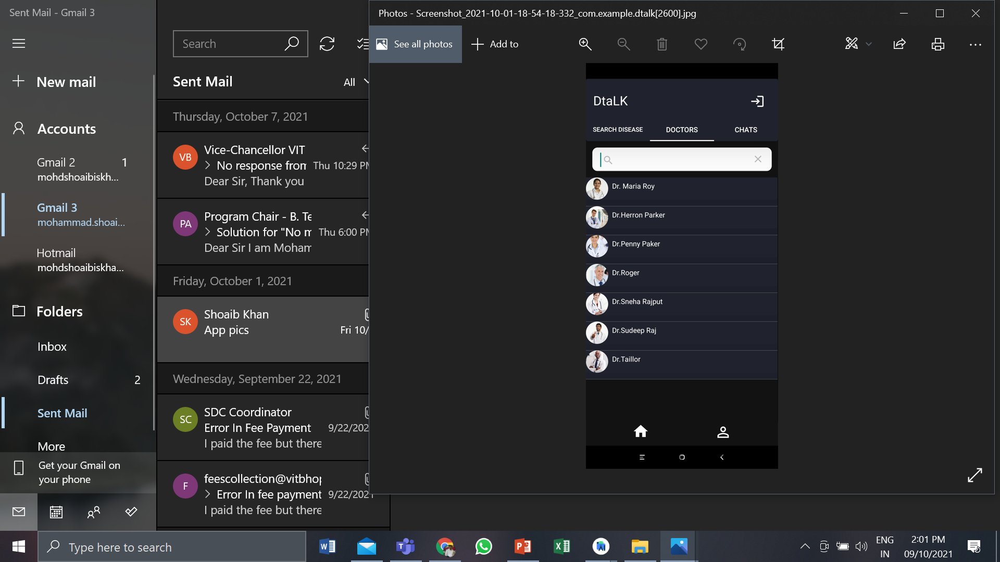 Sent Mail - Gmail 3
New mail
Accounts
Gmail 2 1
mohdshoaibiskh...
Gmail 3
mohammad.shoai...
Hotmail
mohdshoaibiskha...
Folders
Inbox
Drafts 2
Sent Mail
More
Get your Gmail on
your phone
Search
Sent Mail All
Thursday, October 7, 2021
VB
Vice-Chancellor VIT
No response from Thu 10:29 PM
Dear Sir, Thank you
PA
Program Chair - B. Te
Solution for "No m Thu 6:00 PM
Dear Sir I am Moham
Friday, October 1, 2021
SK
Shoaib Khan
App pics Fri 10/
Wednesday, September 22, 2021
SC
SDC Coordinator
Error In Fee Payment 9/22/202
I paid the fee but there
F
feescollection@vitbhop
Error In fee payment 9/22/2021
I paid the fee but there
Photos - Screenshot_2021-10-01-18-54-18-332_com.example.dtalk[2600].jpg
See all photos
Add to
DtaLK
SEARCH DISEASE DOCTORS CHATS
Dr. Maria Roy
Dr.Herron Parker
Dr.Penny Paker
Dr.Roger
Dr.Sneha Rajput
Dr.Sudeep Raj
Dr.Taillor
Type here to search
ENG
IN
2:01 PM
09/10/2021